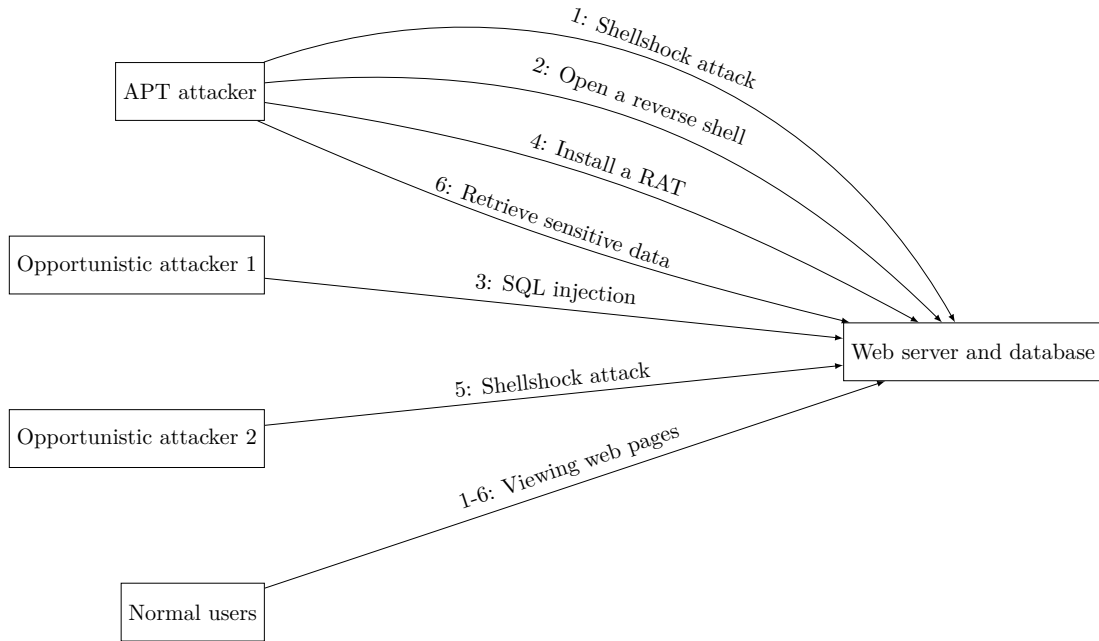 1: Shellshock attack
APT attacker
2: Open a reverse shell
4: Install a RAT
6: Retrieve sensitive data
Opportunistic attacker 1
3: SQL injection
Web server and database
5: Shellshock attack
Opportunistic attacker 2
1-6: Viewing web pages
Normal users